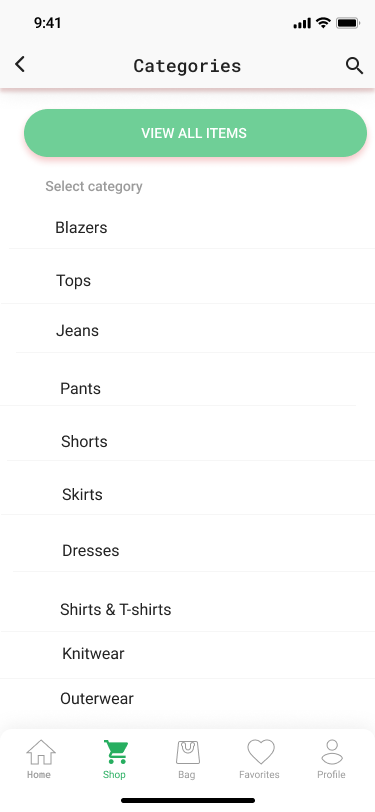 9:41
Categories
VIEW ALL ITEMS
Select category
Blazers
Tops
Jeans
Pants
Shorts
Skirts
Dresses
Shirts & T-shirts
Knitwear
Outerwear
Home Shop Bag Favorites Profile